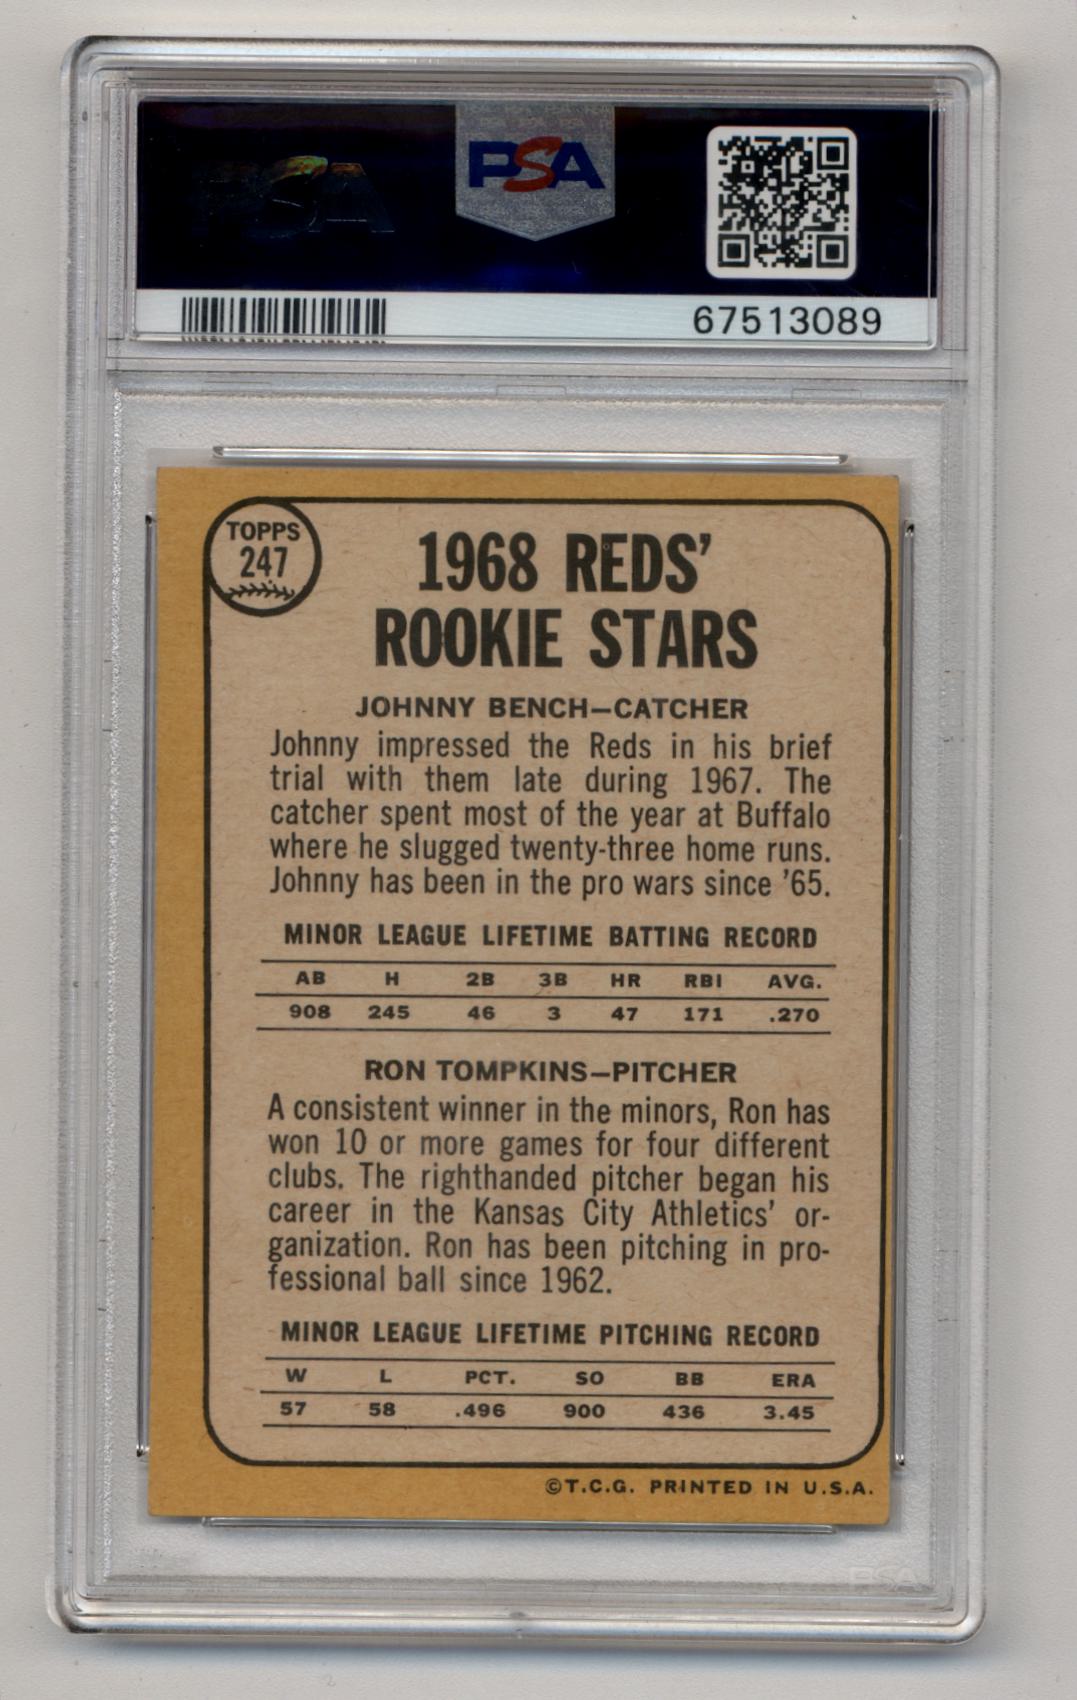 PSA
PSA
67513089
TOPPS
247
1968 REDS'
ROOKIE STARS
JOHNNY BENCH—CATCHER
Johnny impressed the Reds in his brief
trial with them late during 1967. The
catcher spent most of the year at Buffalo
where he slugged twenty-three home runs.
Johnny has been in the pro wars since '65.
MINOR LEAGUE LIFETIME BATTING RECORD
AB H 2B 3B HR RBI AVG.
908 245 46 3 47 171 .270
RON TOMPKINS—PITCHER
A consistent winner in the minors, Ron has
won 10 or more games for four different
clubs. The righthanded pitcher began his
career in the Kansas City Athletics' or-
ganization. Ron has been pitching in pro-
fessional ball since 1962.
MINOR LEAGUE LIFETIME PITCHING RECORD
W L PCT. SO BB ERA
57 58 .496 900 436 3.45
©T.C.G. PRINTED IN U.S.A.
PSA